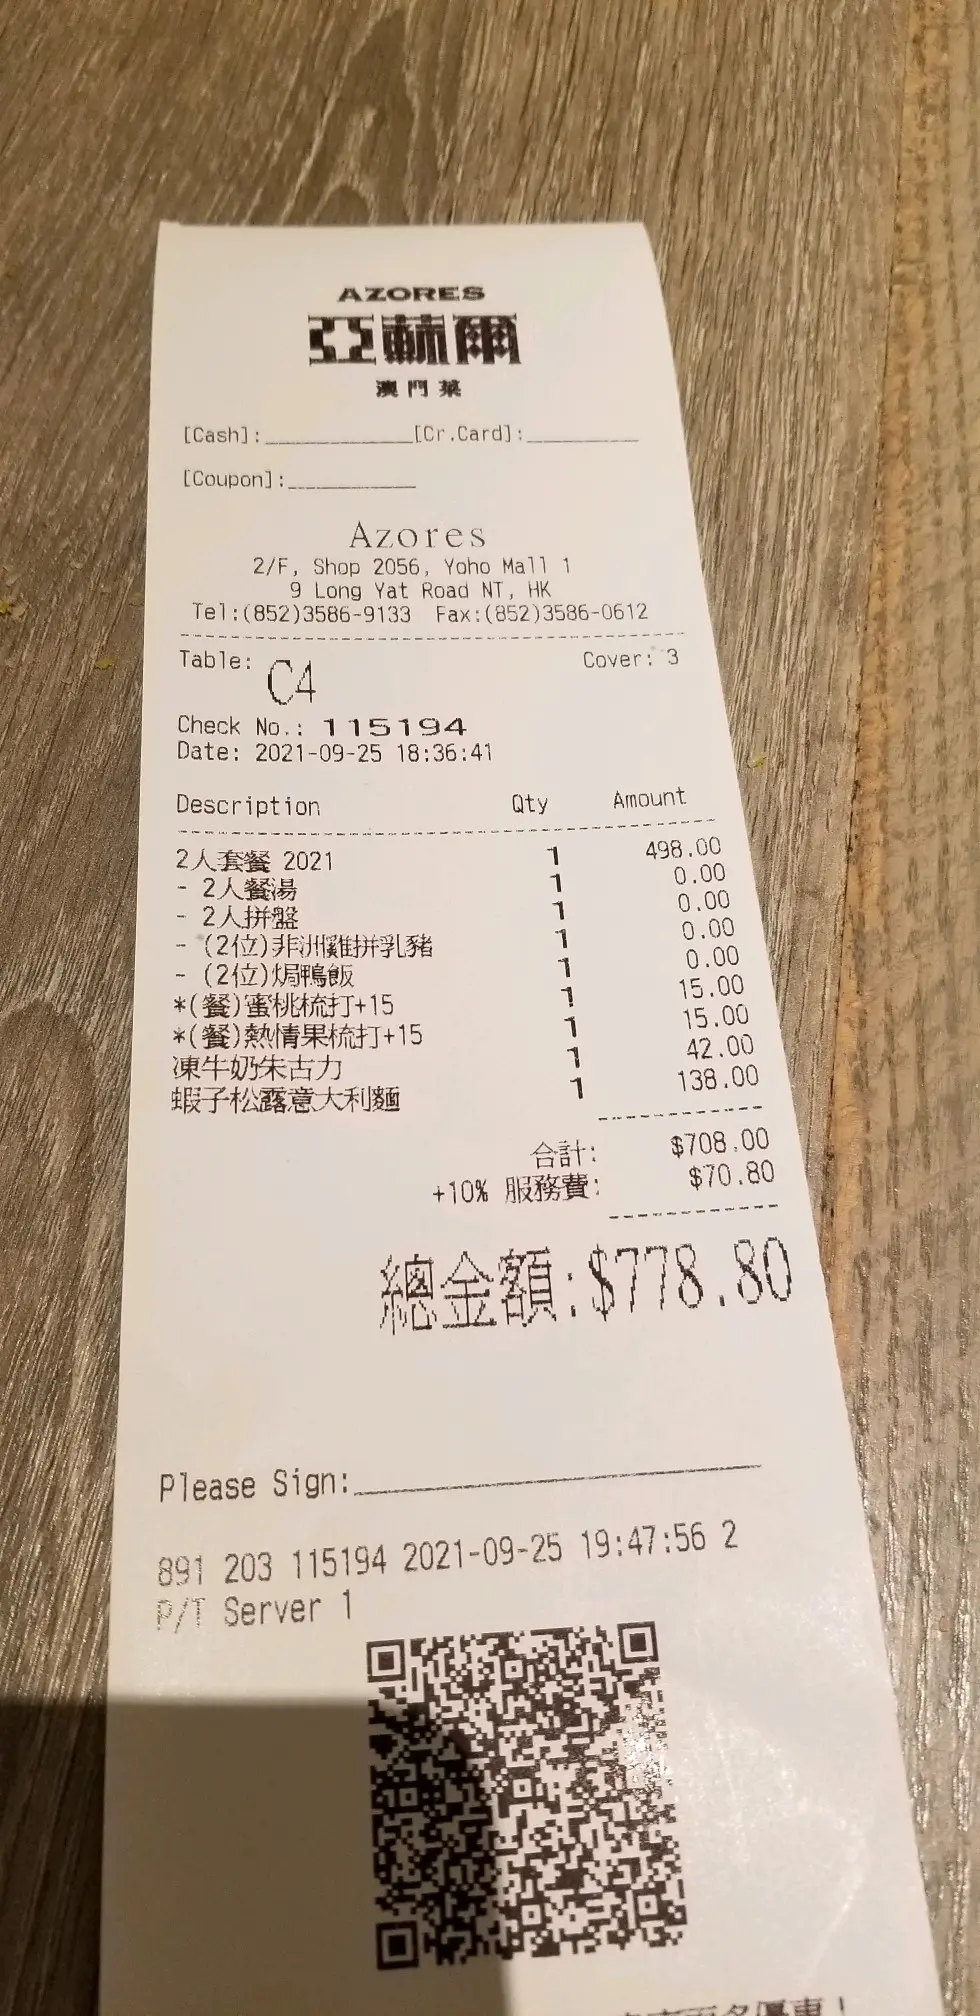 AZORES
亞蘇爾
澳門菜
[Cash]:____________[Cr.Card]:_________
[Coupon]:__________
Azores
2/F, Shop 2056, Yoho Mall 1
9 Long Yat Road NT, HK
Tel:(852)3586-9133 Fax:(852)3586-0612
Table: C4 Cover: 3
Check No.: 115194
Date: 2021-09-25 18:36:41
Description Qty Amount
2人套餐 2021 1 498.00
- 2人餐湯 1 0.00
- 2人拼盤 1 0.00
- (2位)非洲雞拼乳豬 1 0.00
- (2位)焗鴨飯 1 0.00
*(餐)蜜桃梳打+15 1 15.00
*(餐)熱情果梳打+15 1 15.00
凍牛奶朱古力 1 42.00
蝦子松露意大利麵 1 138.00
合計: $708.00
+10% 服務費: $70.80
總金額:$778.80
Please Sign:____________________
891 203 115194 2021-09-25 19:47:56 2
P/T Server 1